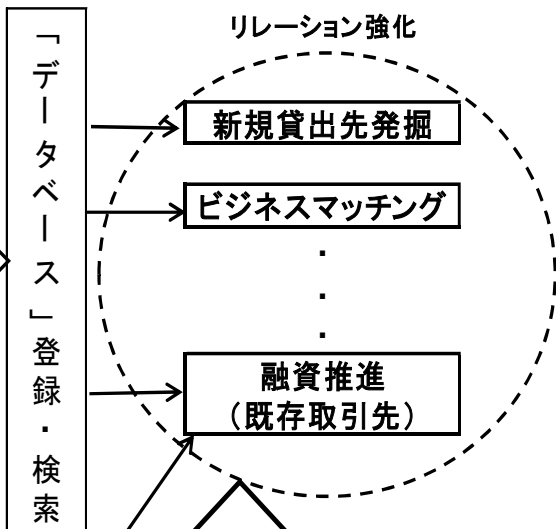 リレーション強化
「データベース」登録・検索
新規貸出先発掘
ビジネスマッチング
・
・
・
融資推進
（既存取引先）